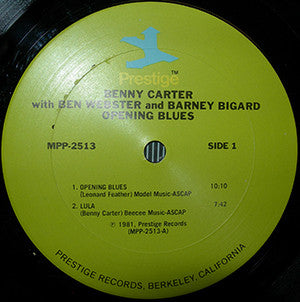 Prestige™
BENNY CARTER
with BEN WEBSTER and BARNEY BIGARD
OPENING BLUES
MPP-2513
SIDE 1
1. OPENING BLUES 10:10
(Leonard Feather) Model Music-ASCAP
2. LULA 7:42
(Benny Carter) Beecee Music-ASCAP
℗ 1981, Prestige Records
(MPP-2513-A)
PRESTIGE RECORDS, BERKELEY, CALIFORNIA